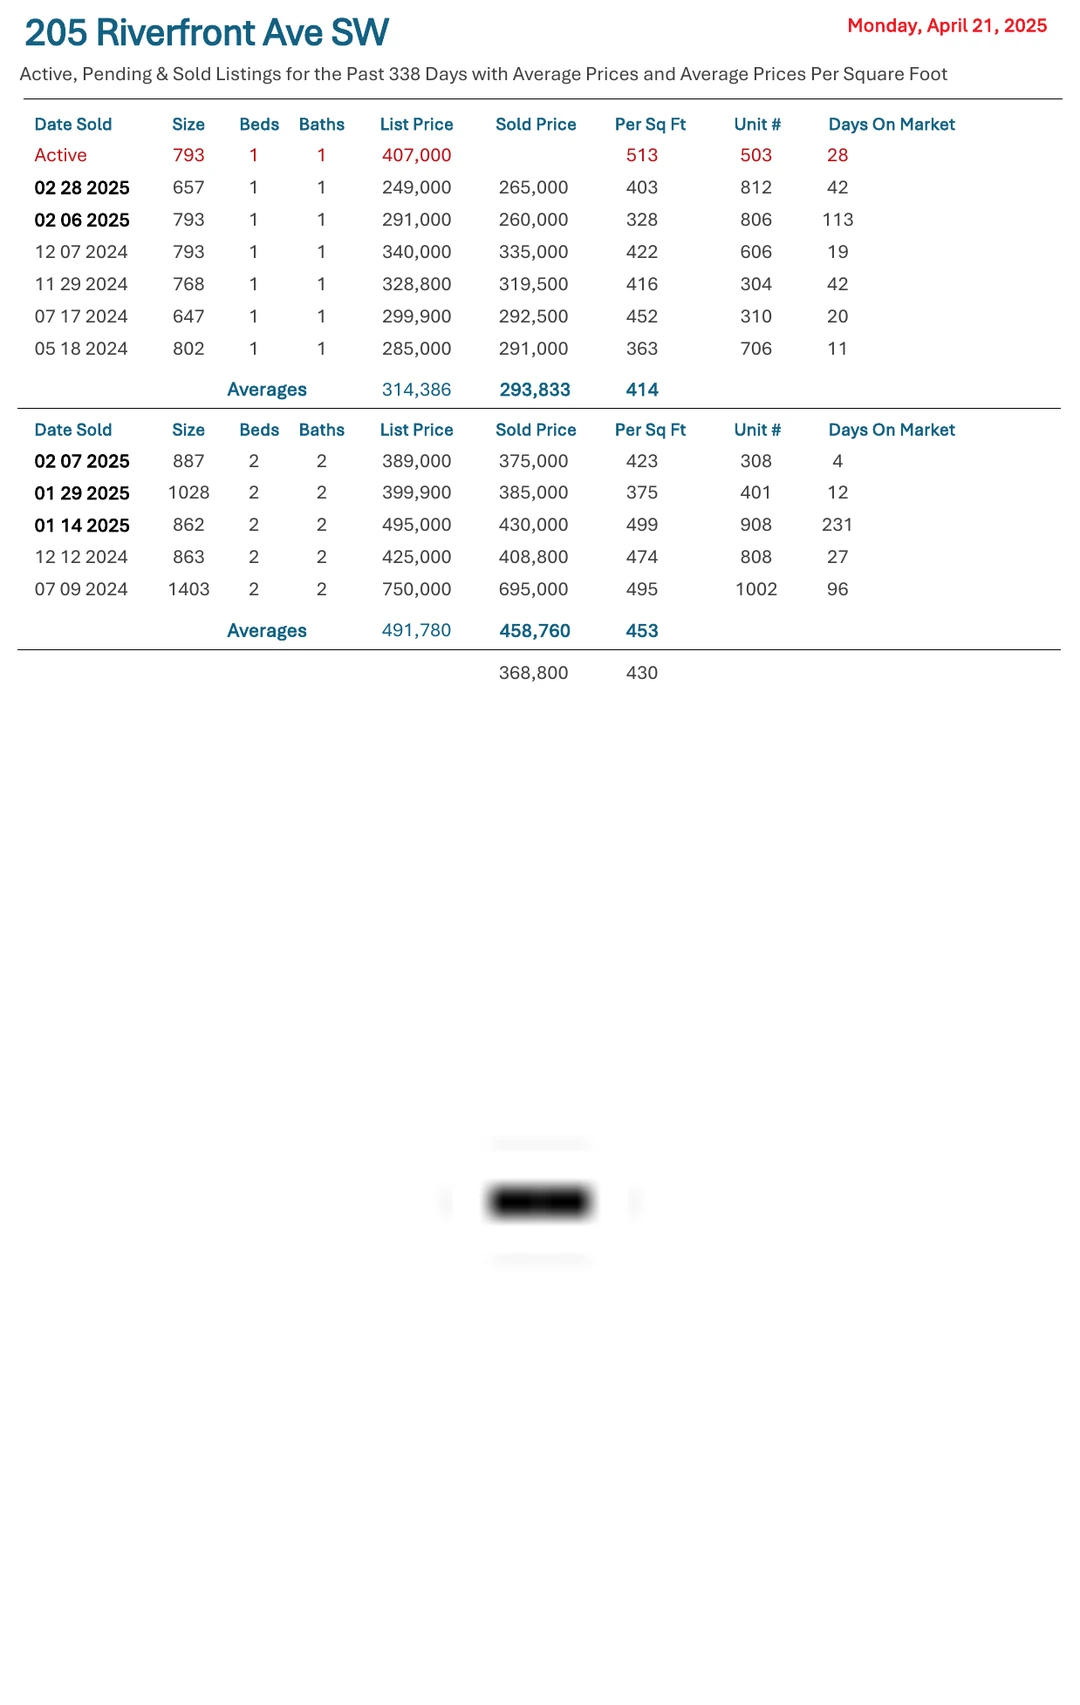 205 Riverfront Ave SW
Monday, April 21, 2025
Active, Pending & Sold Listings for the Past 338 Days with Average Prices and Average Prices Per Square Foot
Date Sold Size Beds Baths List Price Sold Price Per Sq Ft Unit # Days On Market
Active 793 1 1 407,000 513 503 28
02 28 2025 657 1 1 249,000 265,000 403 812 42
02 06 2025 793 1 1 291,000 260,000 328 806 113
12 07 2024 793 1 1 340,000 335,000 422 606 19
11 29 2024 768 1 1 328,800 319,500 416 304 42
07 17 2024 647 1 1 299,900 292,500 452 310 20
05 18 2024 802 1 1 285,000 291,000 363 706 11
Averages 314,386 293,833 414
Date Sold Size Beds Baths List Price Sold Price Per Sq Ft Unit # Days On Market
02 07 2025 887 2 2 389,000 375,000 423 308 4
01 29 2025 1028 2 2 399,900 385,000 375 401 12
01 14 2025 862 2 2 495,000 430,000 499 908 231
12 12 2024 863 2 2 425,000 408,800 474 808 27
07 09 2024 1403 2 2 750,000 695,000 495 1002 96
Averages 491,780 458,760 453
368,800 430